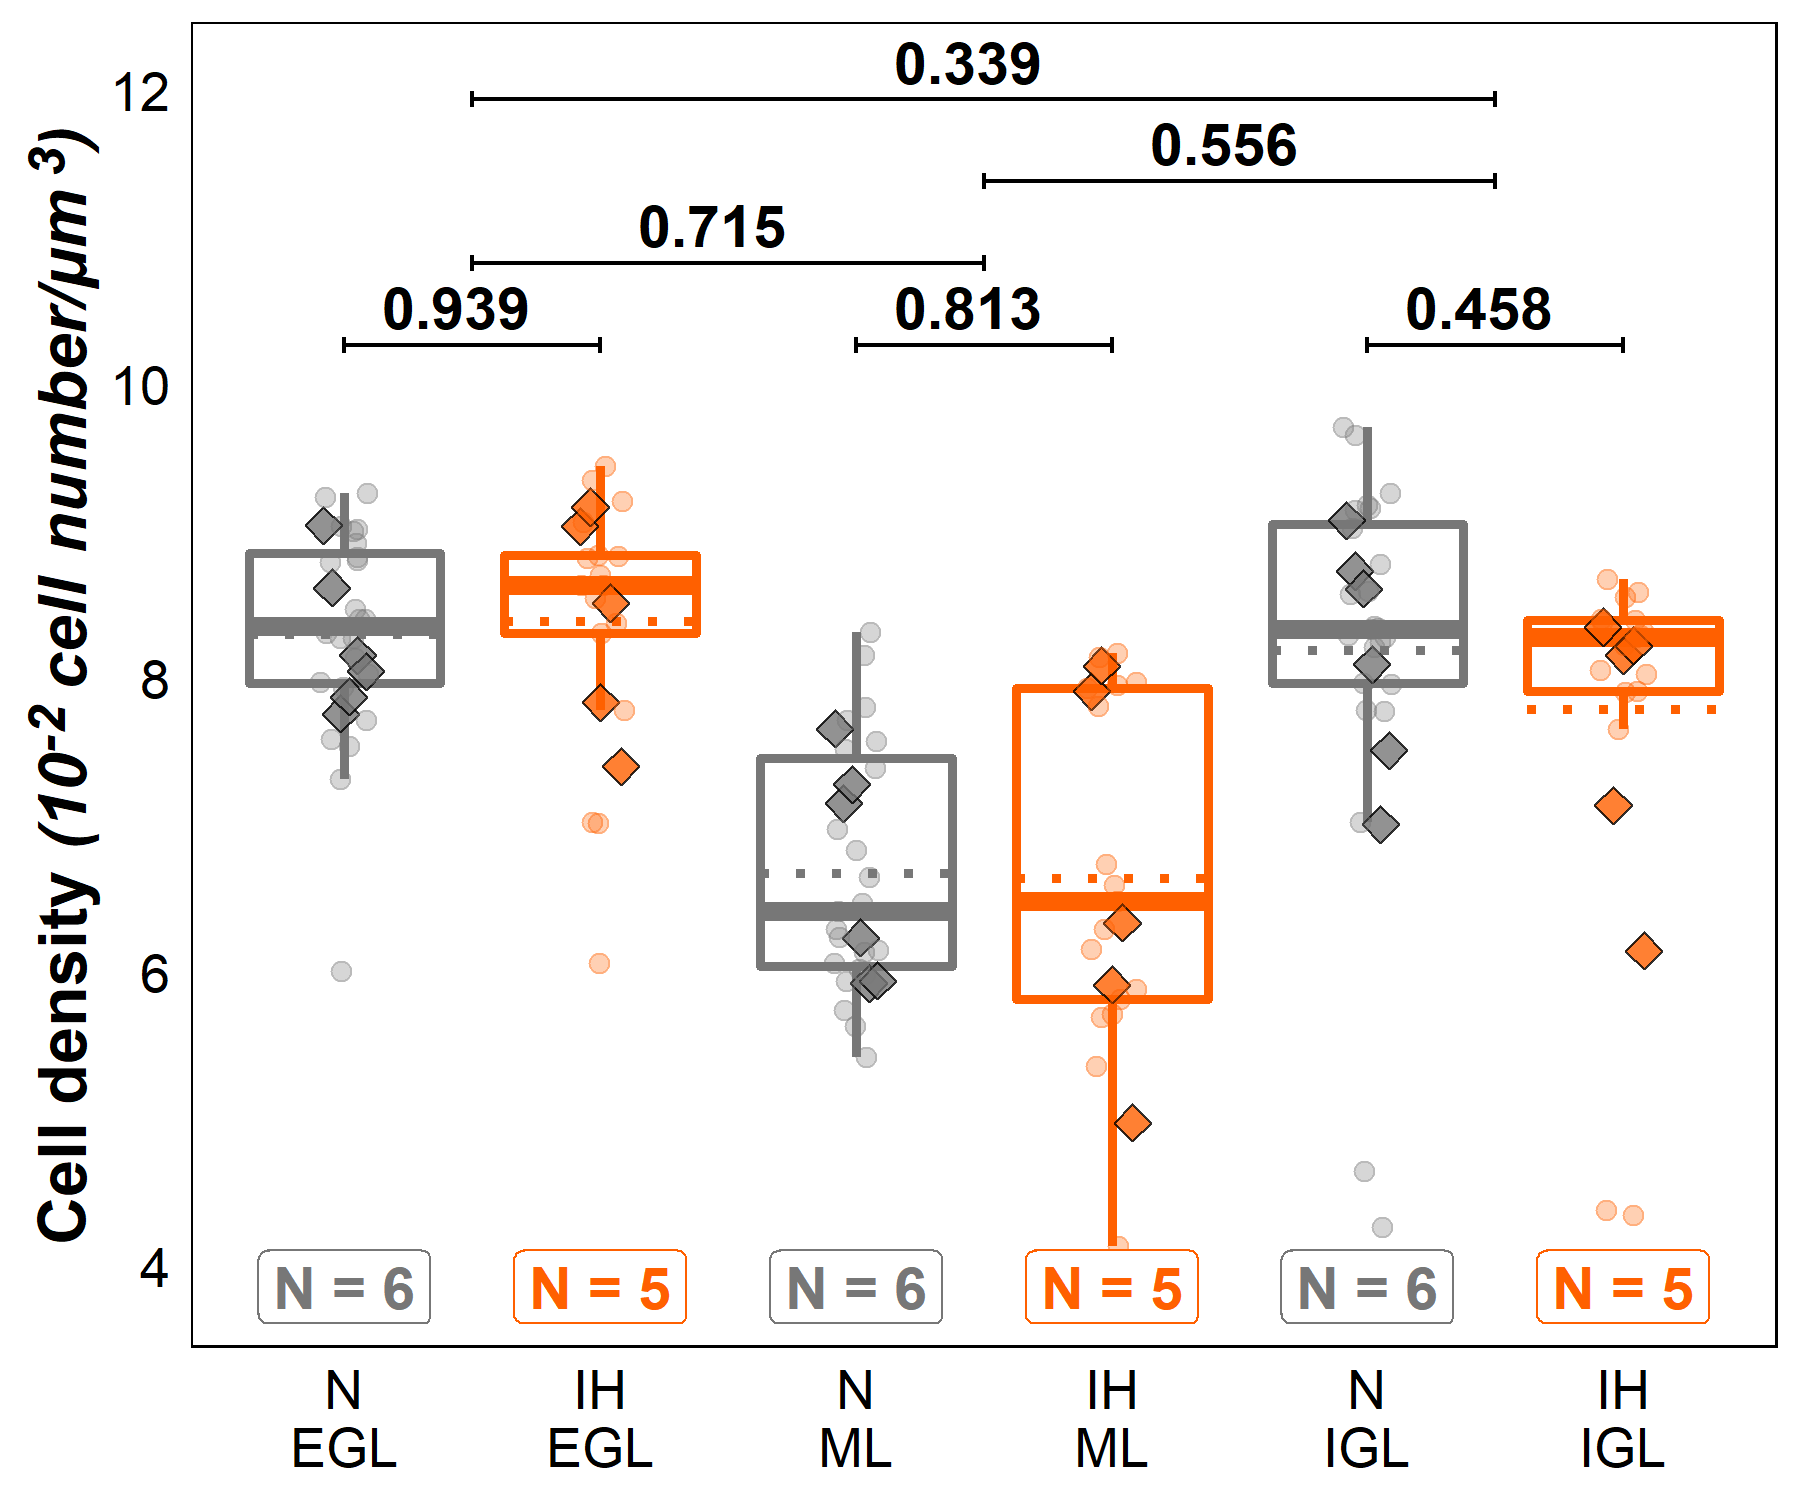 Cell density (10⁻² cell number/µm³)
12
10
8
6
4
0.339
0.556
0.715
0.939
0.813
0.458
N = 6
N = 5
N = 6
N = 5
N = 6
N = 5
N
EGL
IH
EGL
N
ML
IH
ML
N
IGL
IH
IGL